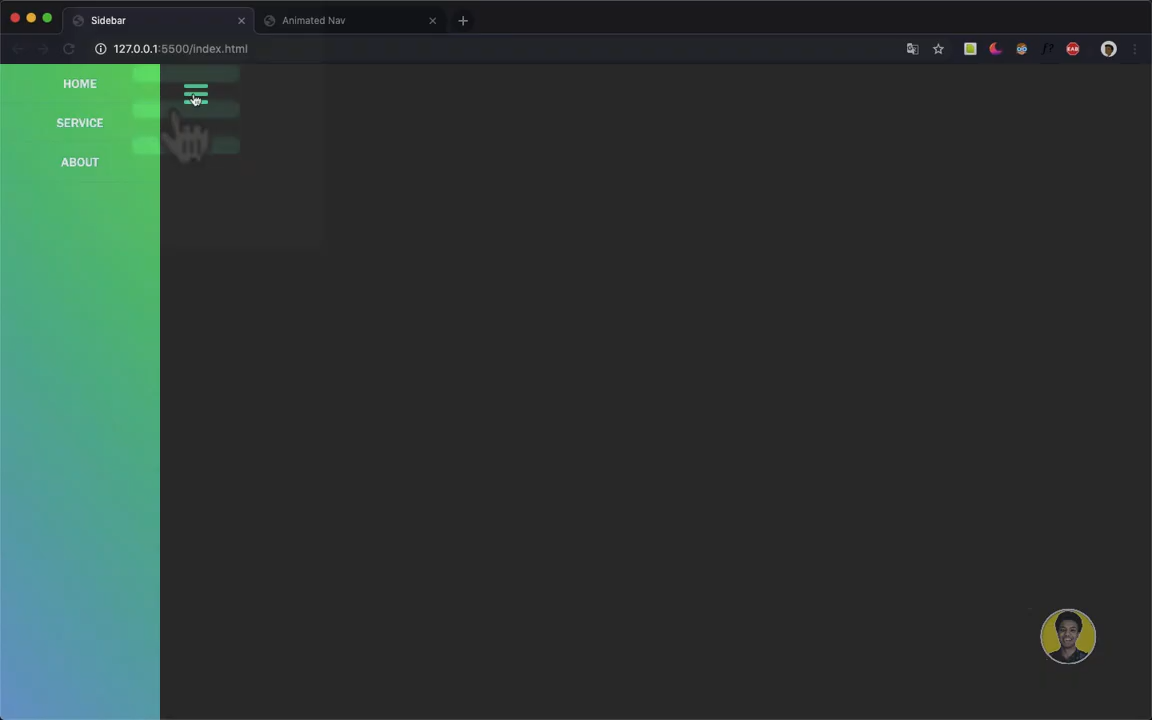 Sidebar
Animated Nav
127.0.0.1:5500/index.html
f?
HOME
SERVICE
ABOUT